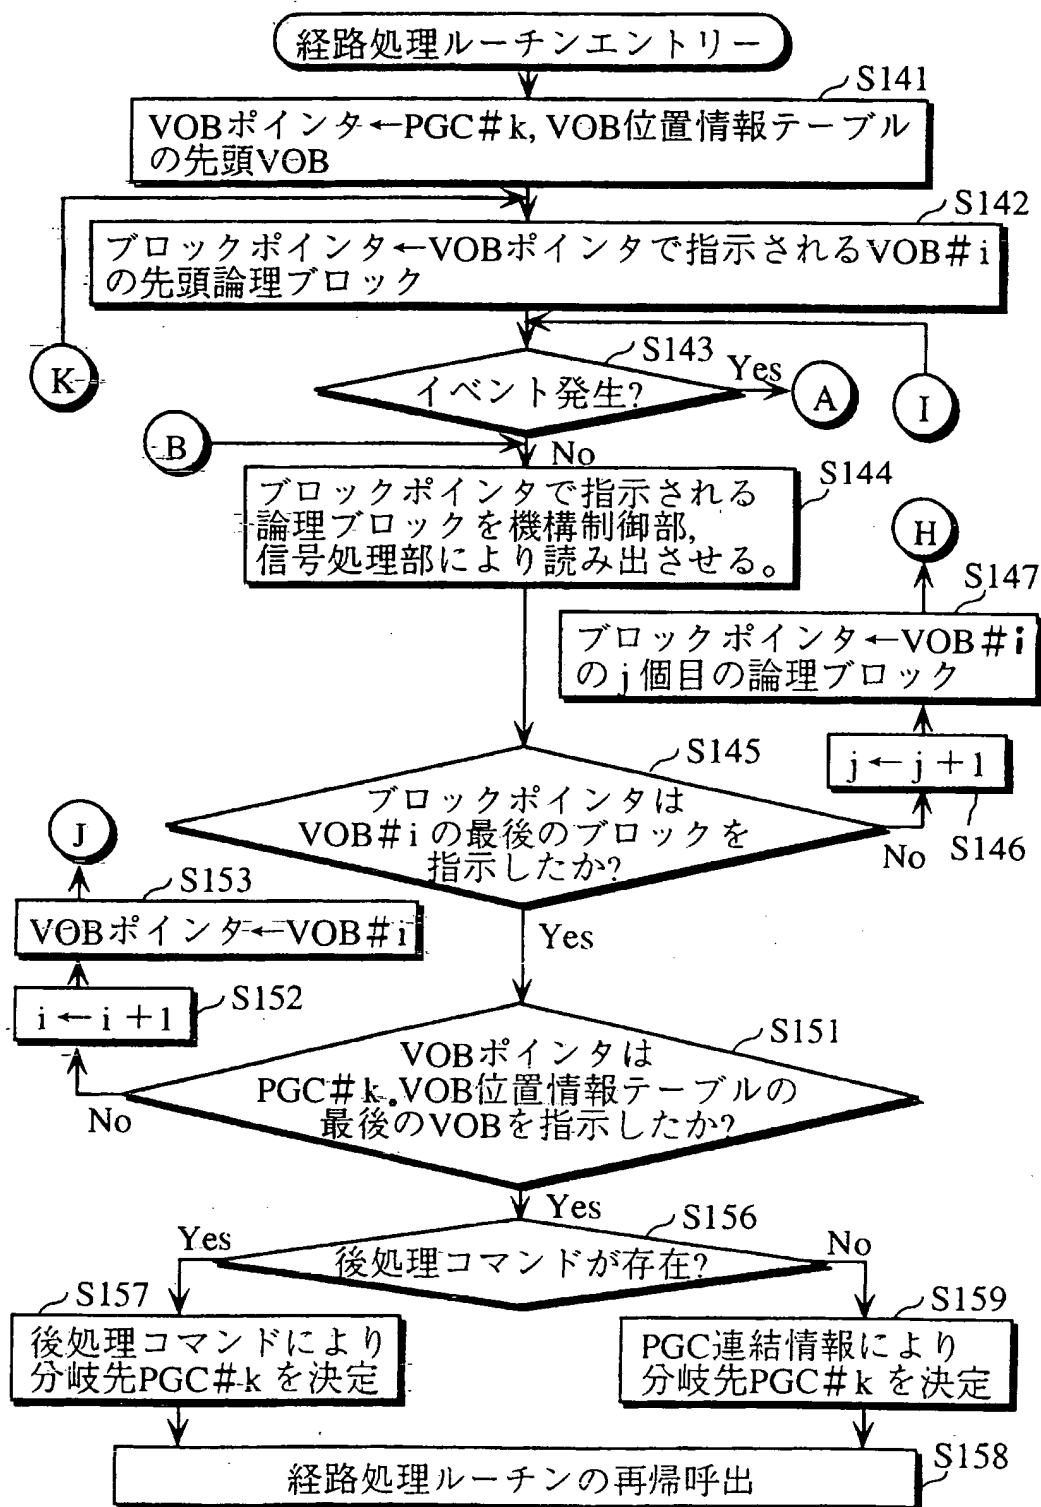 経路処理ルーチンエントリー
S141
VOBポインタ←PGC#k, VOB位置情報テーブル
の先頭VOB
S142
ブロックポインタ←VOBポインタで指示されるVOB#i
の先頭論理ブロック
K
S143
イベント発生?
Yes
A
I
B
No
S144
ブロックポインタで指示される
論理ブロックを機構制御部,
信号処理部により読み出させる。
H
S147
ブロックポインタ←VOB#i
のj個目の論理ブロック
S145
j←j+1
S146
ブロックポインタは
VOB#iの最後のブロックを
指示したか?
No
J
S153
VOBポインタ←VOB#i
Yes
S152
i←i+1
S151
VOBポインタは
PGC#k.VOB位置情報テーブルの
最後のVOBを指示したか?
No
Yes
S156
後処理コマンドが存在?
Yes
No
S157
後処理コマンドにより
分岐先PGC#kを決定
S159
PGC連結情報により
分岐先PGC#kを決定
S158
経路処理ルーチンの再帰呼出